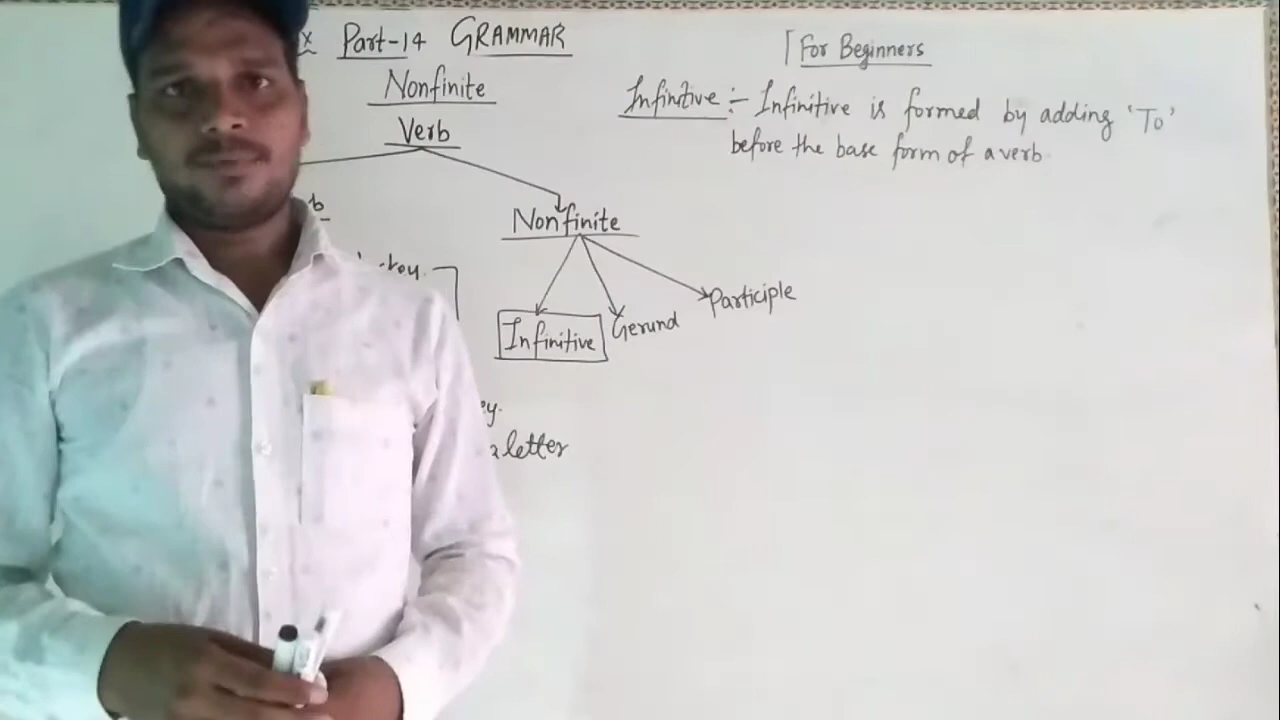 Part-14 GRAMMAR
Nonfinite
Verb
Nonfinite
Infinitive
Gerund
Participle
letter
For Beginners
Infinitive :- Infinitive is formed by adding 'To'
before the base form of a verb